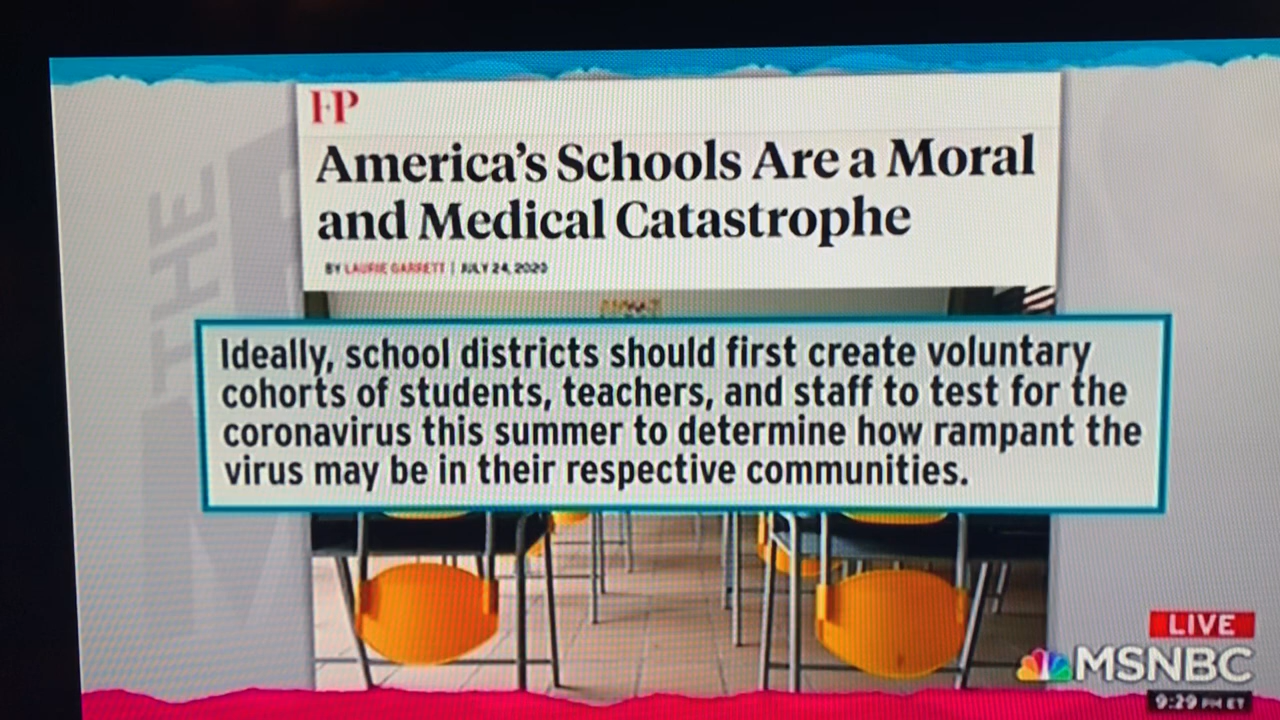 THE
FP
America's Schools Are a Moral
and Medical Catastrophe
BY LAURIE GARRETT | JULY 24, 2020
Ideally, school districts should first create voluntary
cohorts of students, teachers, and staff to test for the
coronavirus this summer to determine how rampant the
virus may be in their respective communities.
LIVE
MSNBC
9:29 PM ET